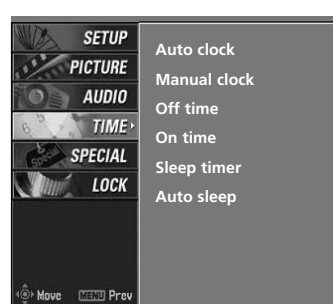 SETUP
PICTURE
AUDIO
TIME
SPECIAL
LOCK
Move MENU Prev
Auto clock
Manual clock
Off time
On time
Sleep timer
Auto sleep